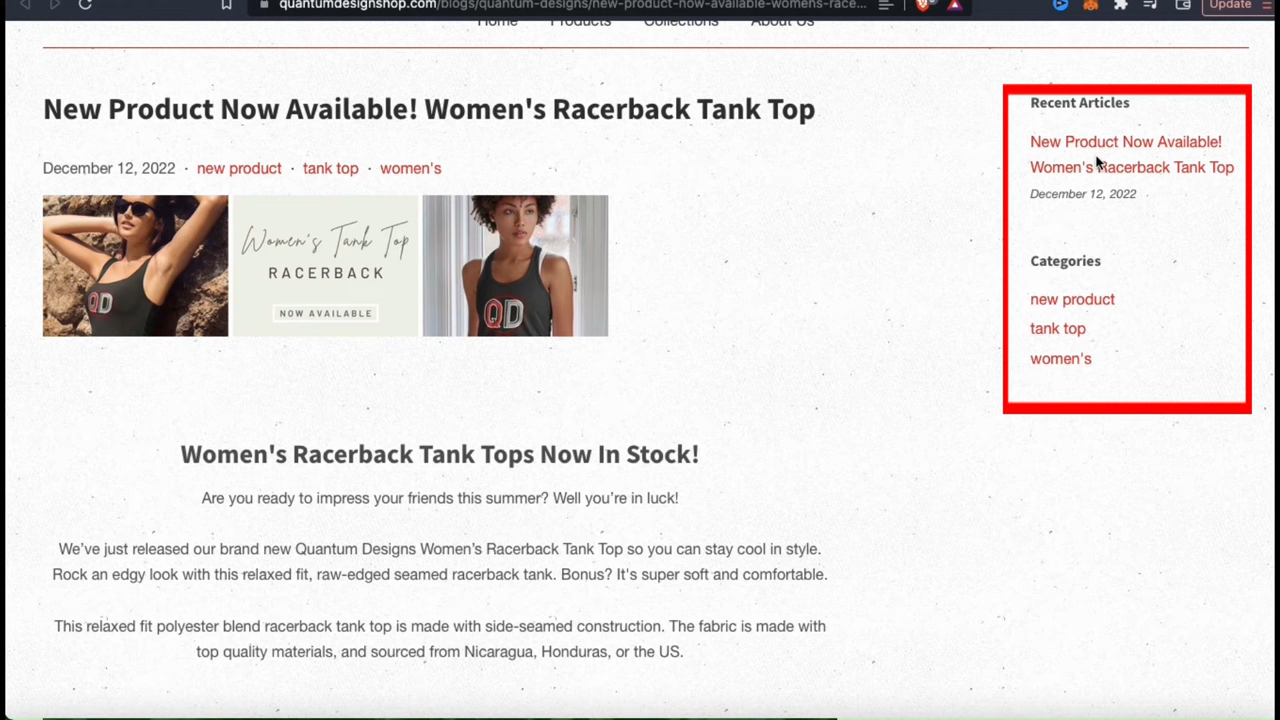 quantumdesignshop.com/blogs/quantum-designs/new-product-now-available-womens-race...
Update
Home Products Collections About Us
New Product Now Available! Women's Racerback Tank Top
December 12, 2022 · new product · tank top · women's
QD
Women's Tank Top
RACERBACK
NOW AVAILABLE
QD
Women's Racerback Tank Tops Now In Stock!
Are you ready to impress your friends this summer? Well you're in luck!
We've just released our brand new Quantum Designs Women's Racerback Tank Top so you can stay cool in style.
Rock an edgy look with this relaxed fit, raw-edged seamed racerback tank. Bonus? It's super soft and comfortable.
This relaxed fit polyester blend racerback tank top is made with side-seamed construction. The fabric is made with
top quality materials, and sourced from Nicaragua, Honduras, or the US.
Recent Articles
New Product Now Available!
Women's Racerback Tank Top
December 12, 2022
Categories
new product
tank top
women's